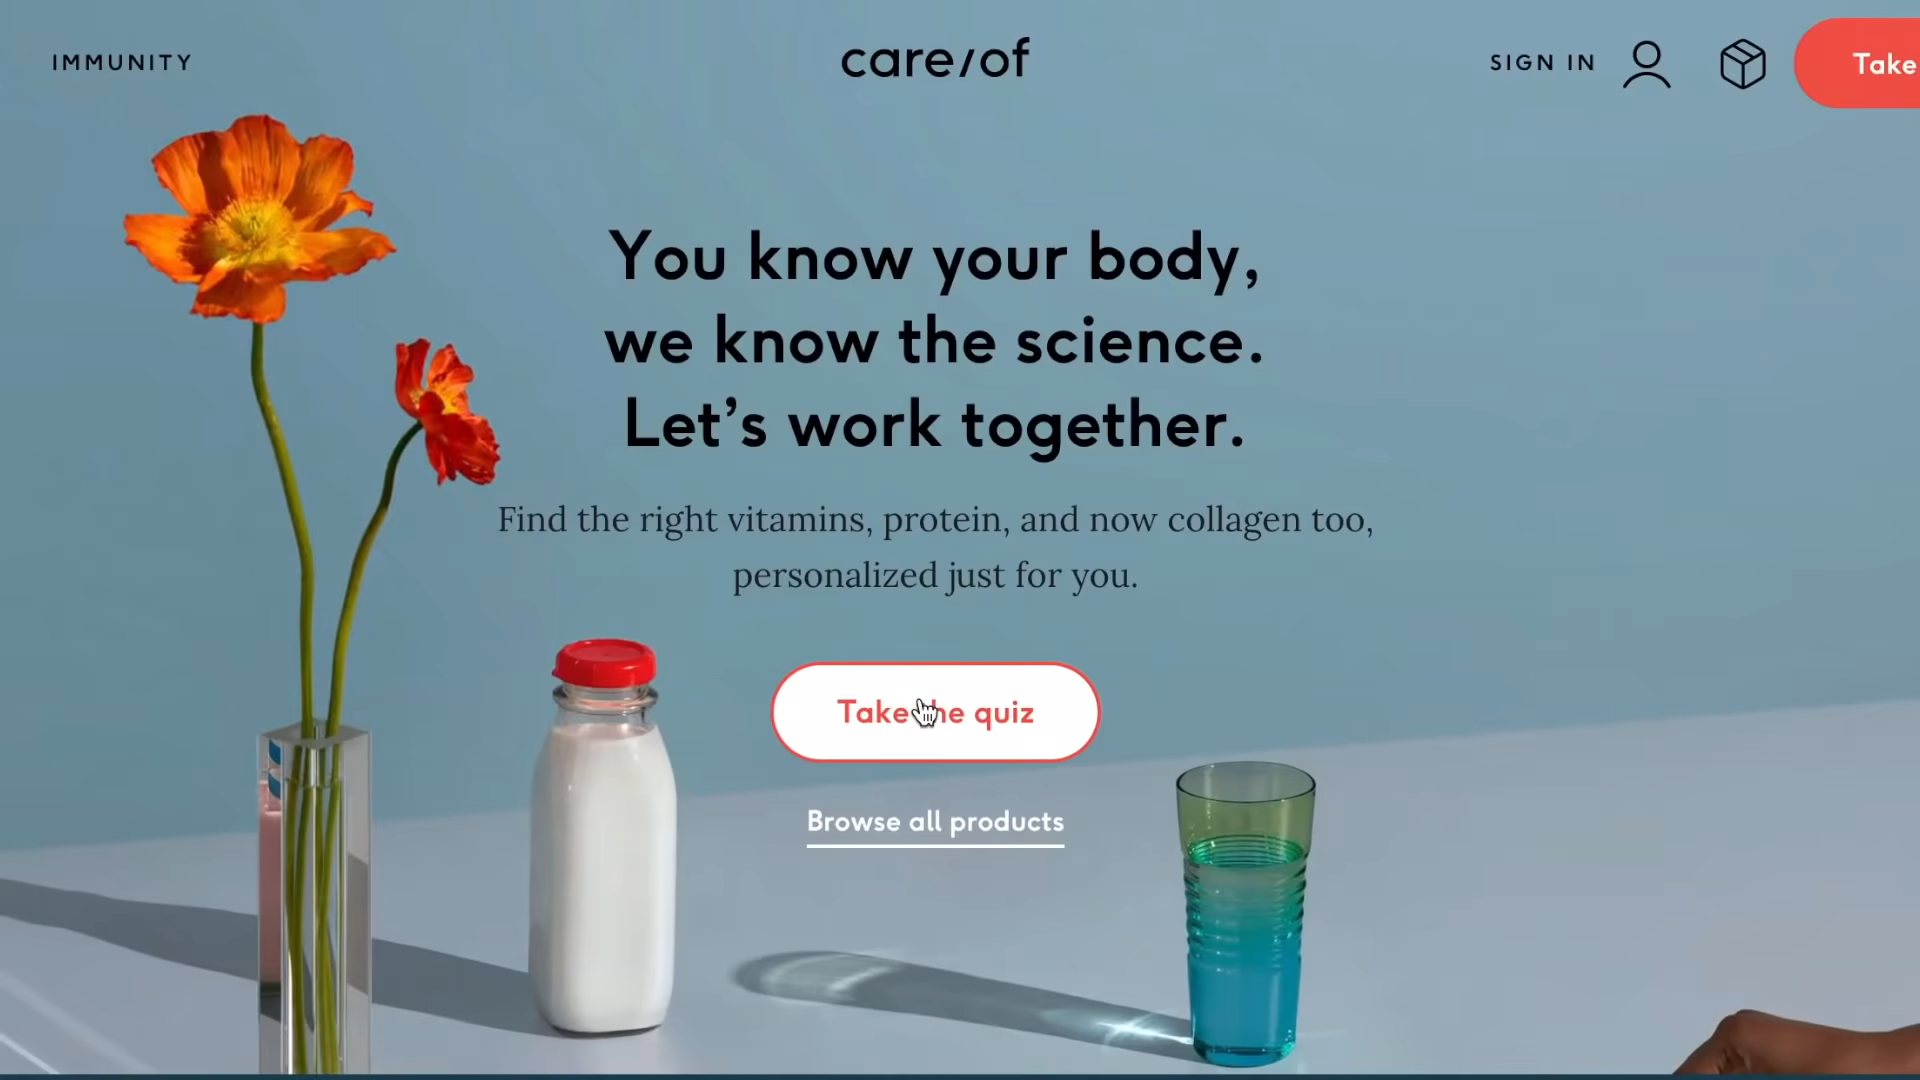 IMMUNITY
care/of
SIGN IN
Take
You know your body,
we know the science.
Let’s work together.
Find the right vitamins, protein, and now collagen too,
personalized just for you.
Take the quiz
Browse all products